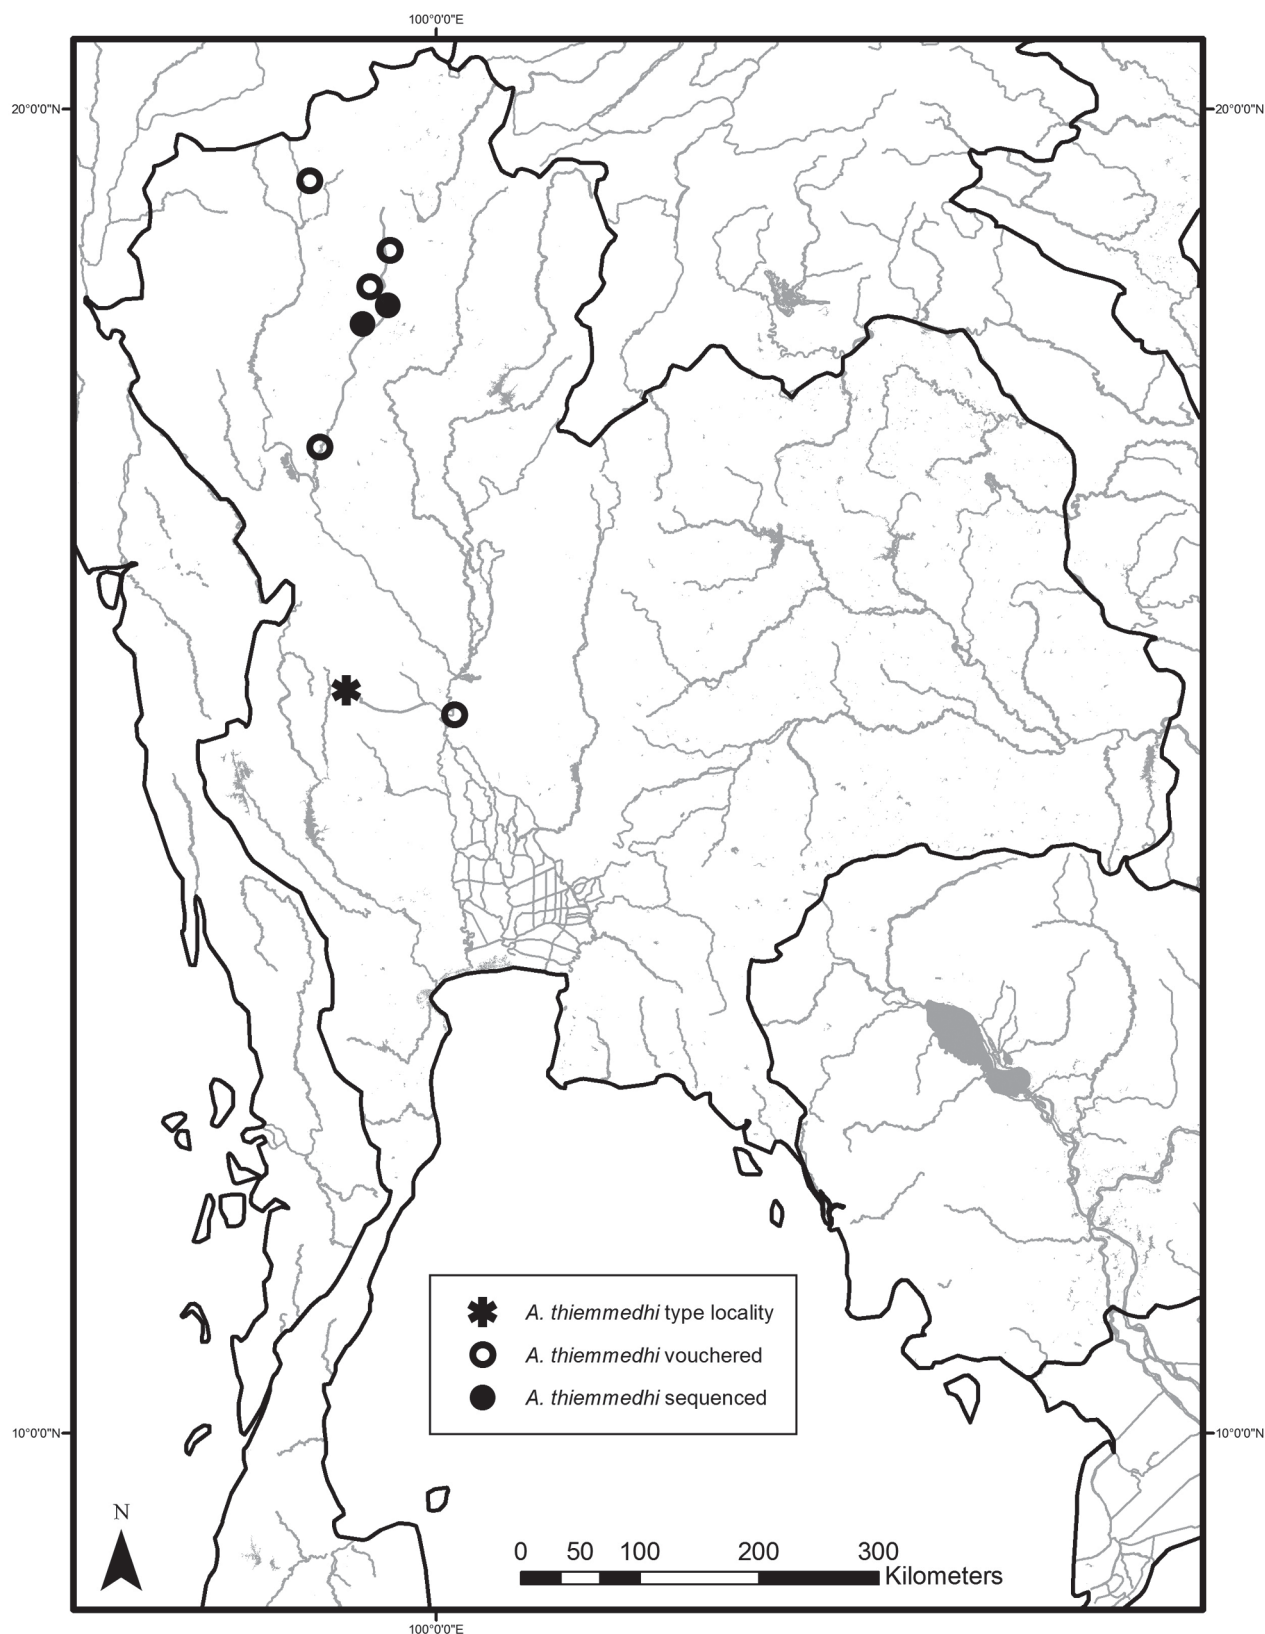 100°0'0"E
20°0'0"N
20°0'0"N
A. thiemmedhi type locality
A. thiemmedhi vouchered
A. thiemmedhi sequenced
10°0'0"N
10°0'0"N
N
0 50 100 200 300
Kilometers
100°0'0"E